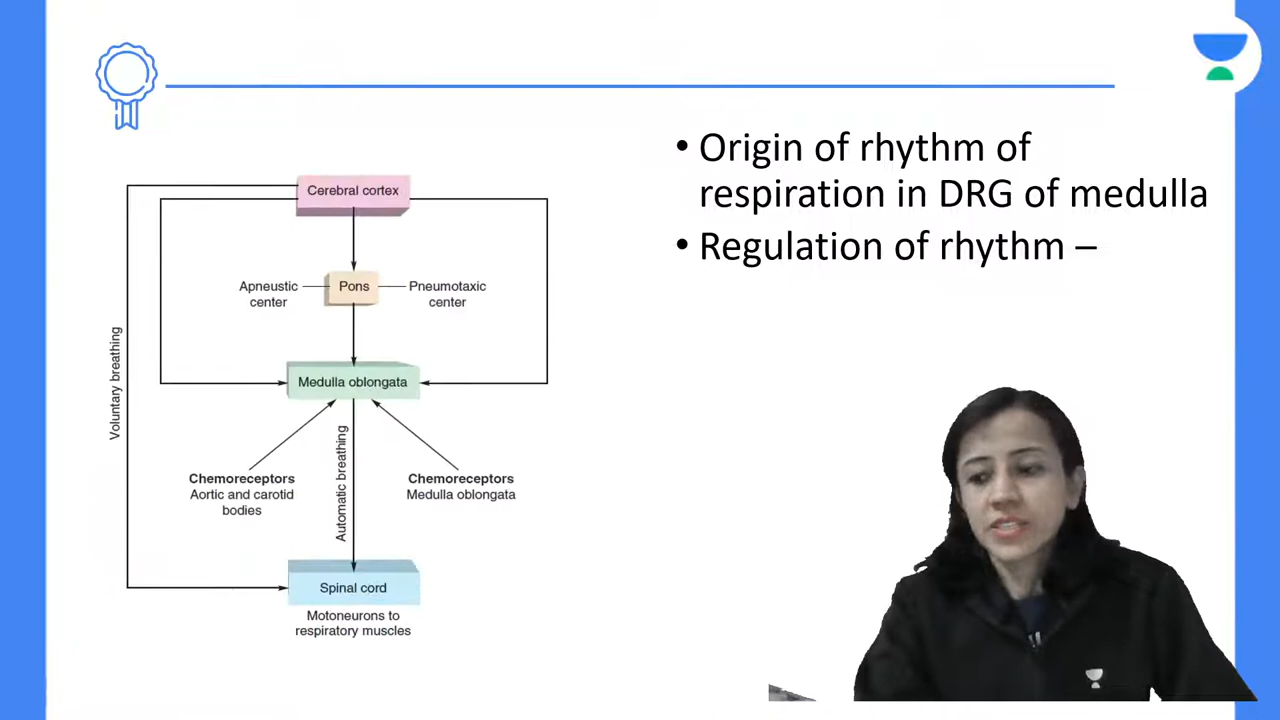 • Origin of rhythm of
respiration in DRG of medulla
• Regulation of rhythm –
Cerebral cortex
Apneustic
center
Pons
Pneumotaxic
center
Voluntary breathing
Medulla oblongata
Automatic breathing
Chemoreceptors
Aortic and carotid
bodies
Chemoreceptors
Medulla oblongata
Spinal cord
Motoneurons to
respiratory muscles